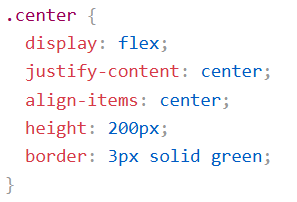 .center {
  display: flex;
  justify-content: center;
  align-items: center;
  height: 200px;
  border: 3px solid green;
}